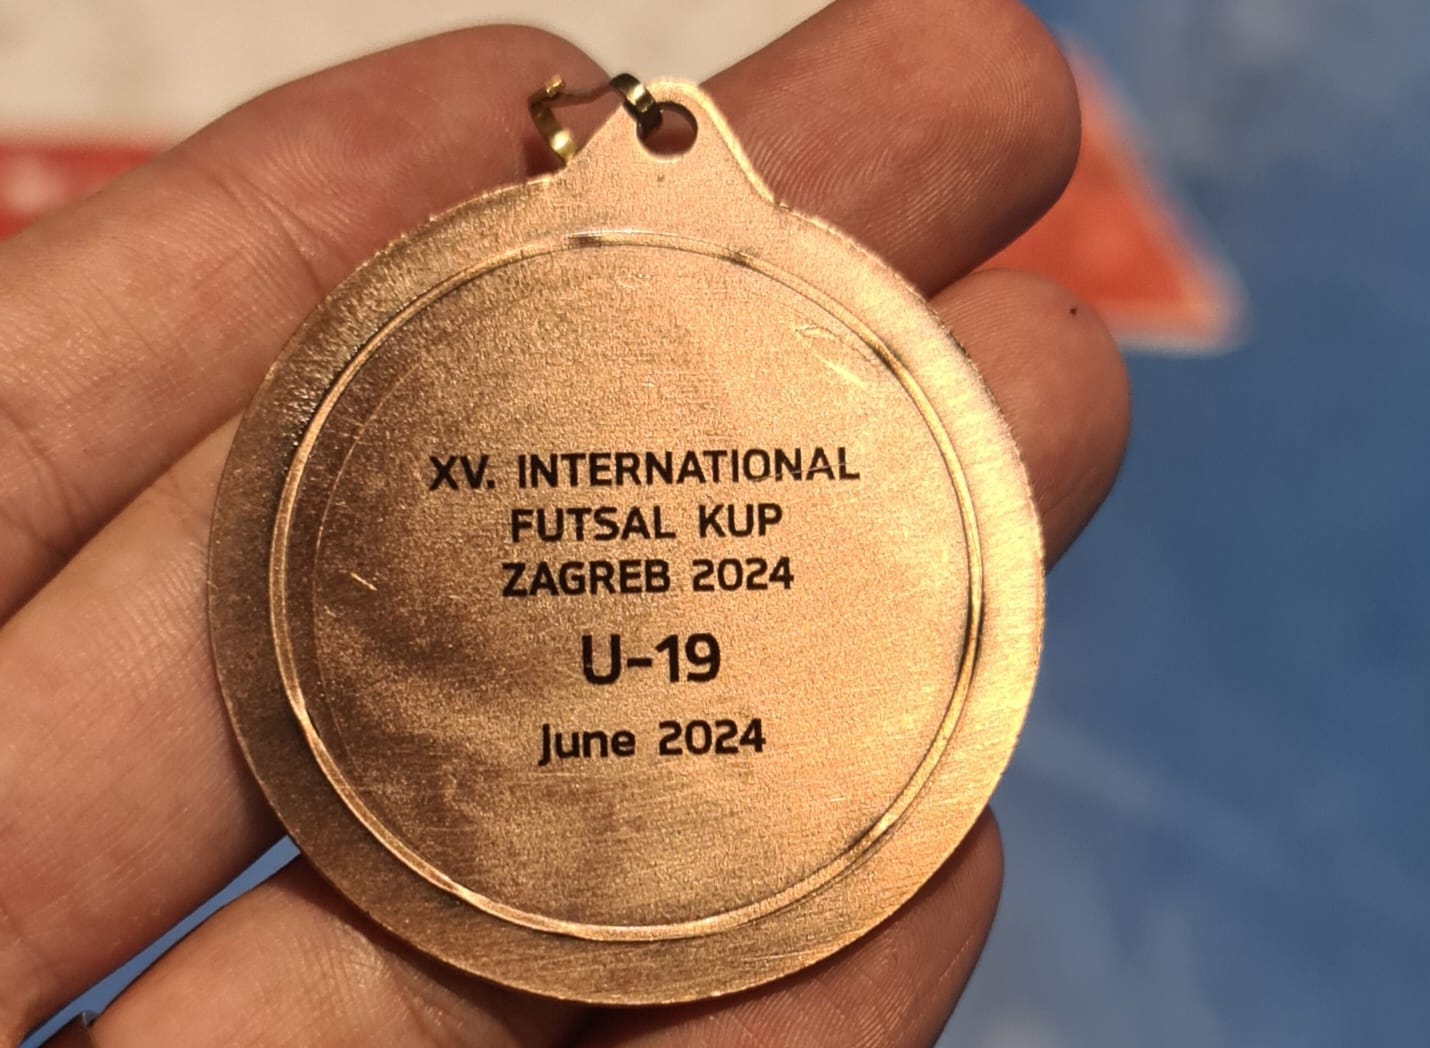 XV. INTERNATIONAL
FUTSAL KUP
ZAGREB 2024
U-19
June 2024